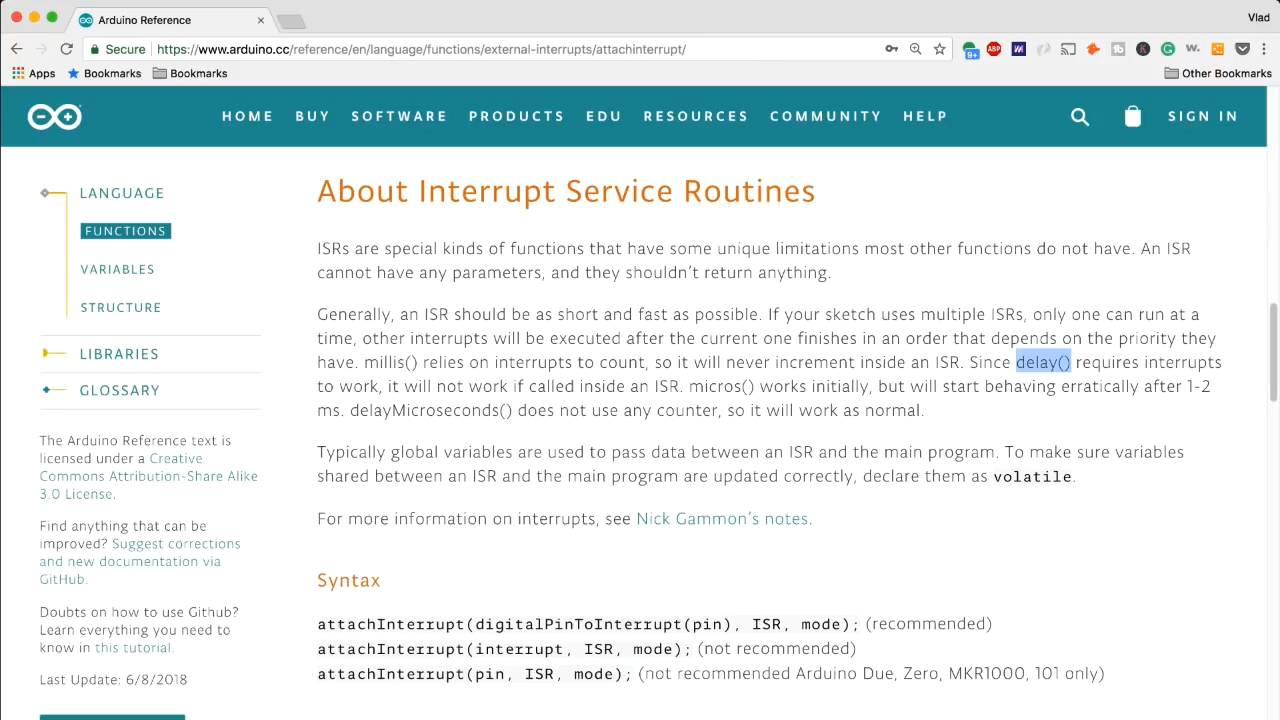 Arduino Reference
Vlad
Secure https://www.arduino.cc/reference/en/language/functions/external-interrupts/attachinterrupt/
9+ ABP
Apps Bookmarks Bookmarks Other Bookmarks
HOME BUY SOFTWARE PRODUCTS EDU RESOURCES COMMUNITY HELP SIGN IN
LANGUAGE
FUNCTIONS
VARIABLES
STRUCTURE
LIBRARIES
GLOSSARY
The Arduino Reference text is
licensed under a Creative
Commons Attribution-Share Alike
3.0 License.
Find anything that can be
improved? Suggest corrections
and new documentation via
GitHub.
Doubts on how to use Github?
Learn everything you need to
know in this tutorial.
Last Update: 6/8/2018
About Interrupt Service Routines
ISRs are special kinds of functions that have some unique limitations most other functions do not have. An ISR
cannot have any parameters, and they shouldn’t return anything.
Generally, an ISR should be as short and fast as possible. If your sketch uses multiple ISRs, only one can run at a
time, other interrupts will be executed after the current one finishes in an order that depends on the priority they
have. millis() relies on interrupts to count, so it will never increment inside an ISR. Since delay() requires interrupts
to work, it will not work if called inside an ISR. micros() works initially, but will start behaving erratically after 1-2
ms. delayMicroseconds() does not use any counter, so it will work as normal.
Typically global variables are used to pass data between an ISR and the main program. To make sure variables
shared between an ISR and the main program are updated correctly, declare them as volatile.
For more information on interrupts, see Nick Gammon’s notes.
Syntax
attachInterrupt(digitalPinToInterrupt(pin), ISR, mode); (recommended)
attachInterrupt(interrupt, ISR, mode); (not recommended)
attachInterrupt(pin, ISR, mode); (not recommended Arduino Due, Zero, MKR1000, 101 only)